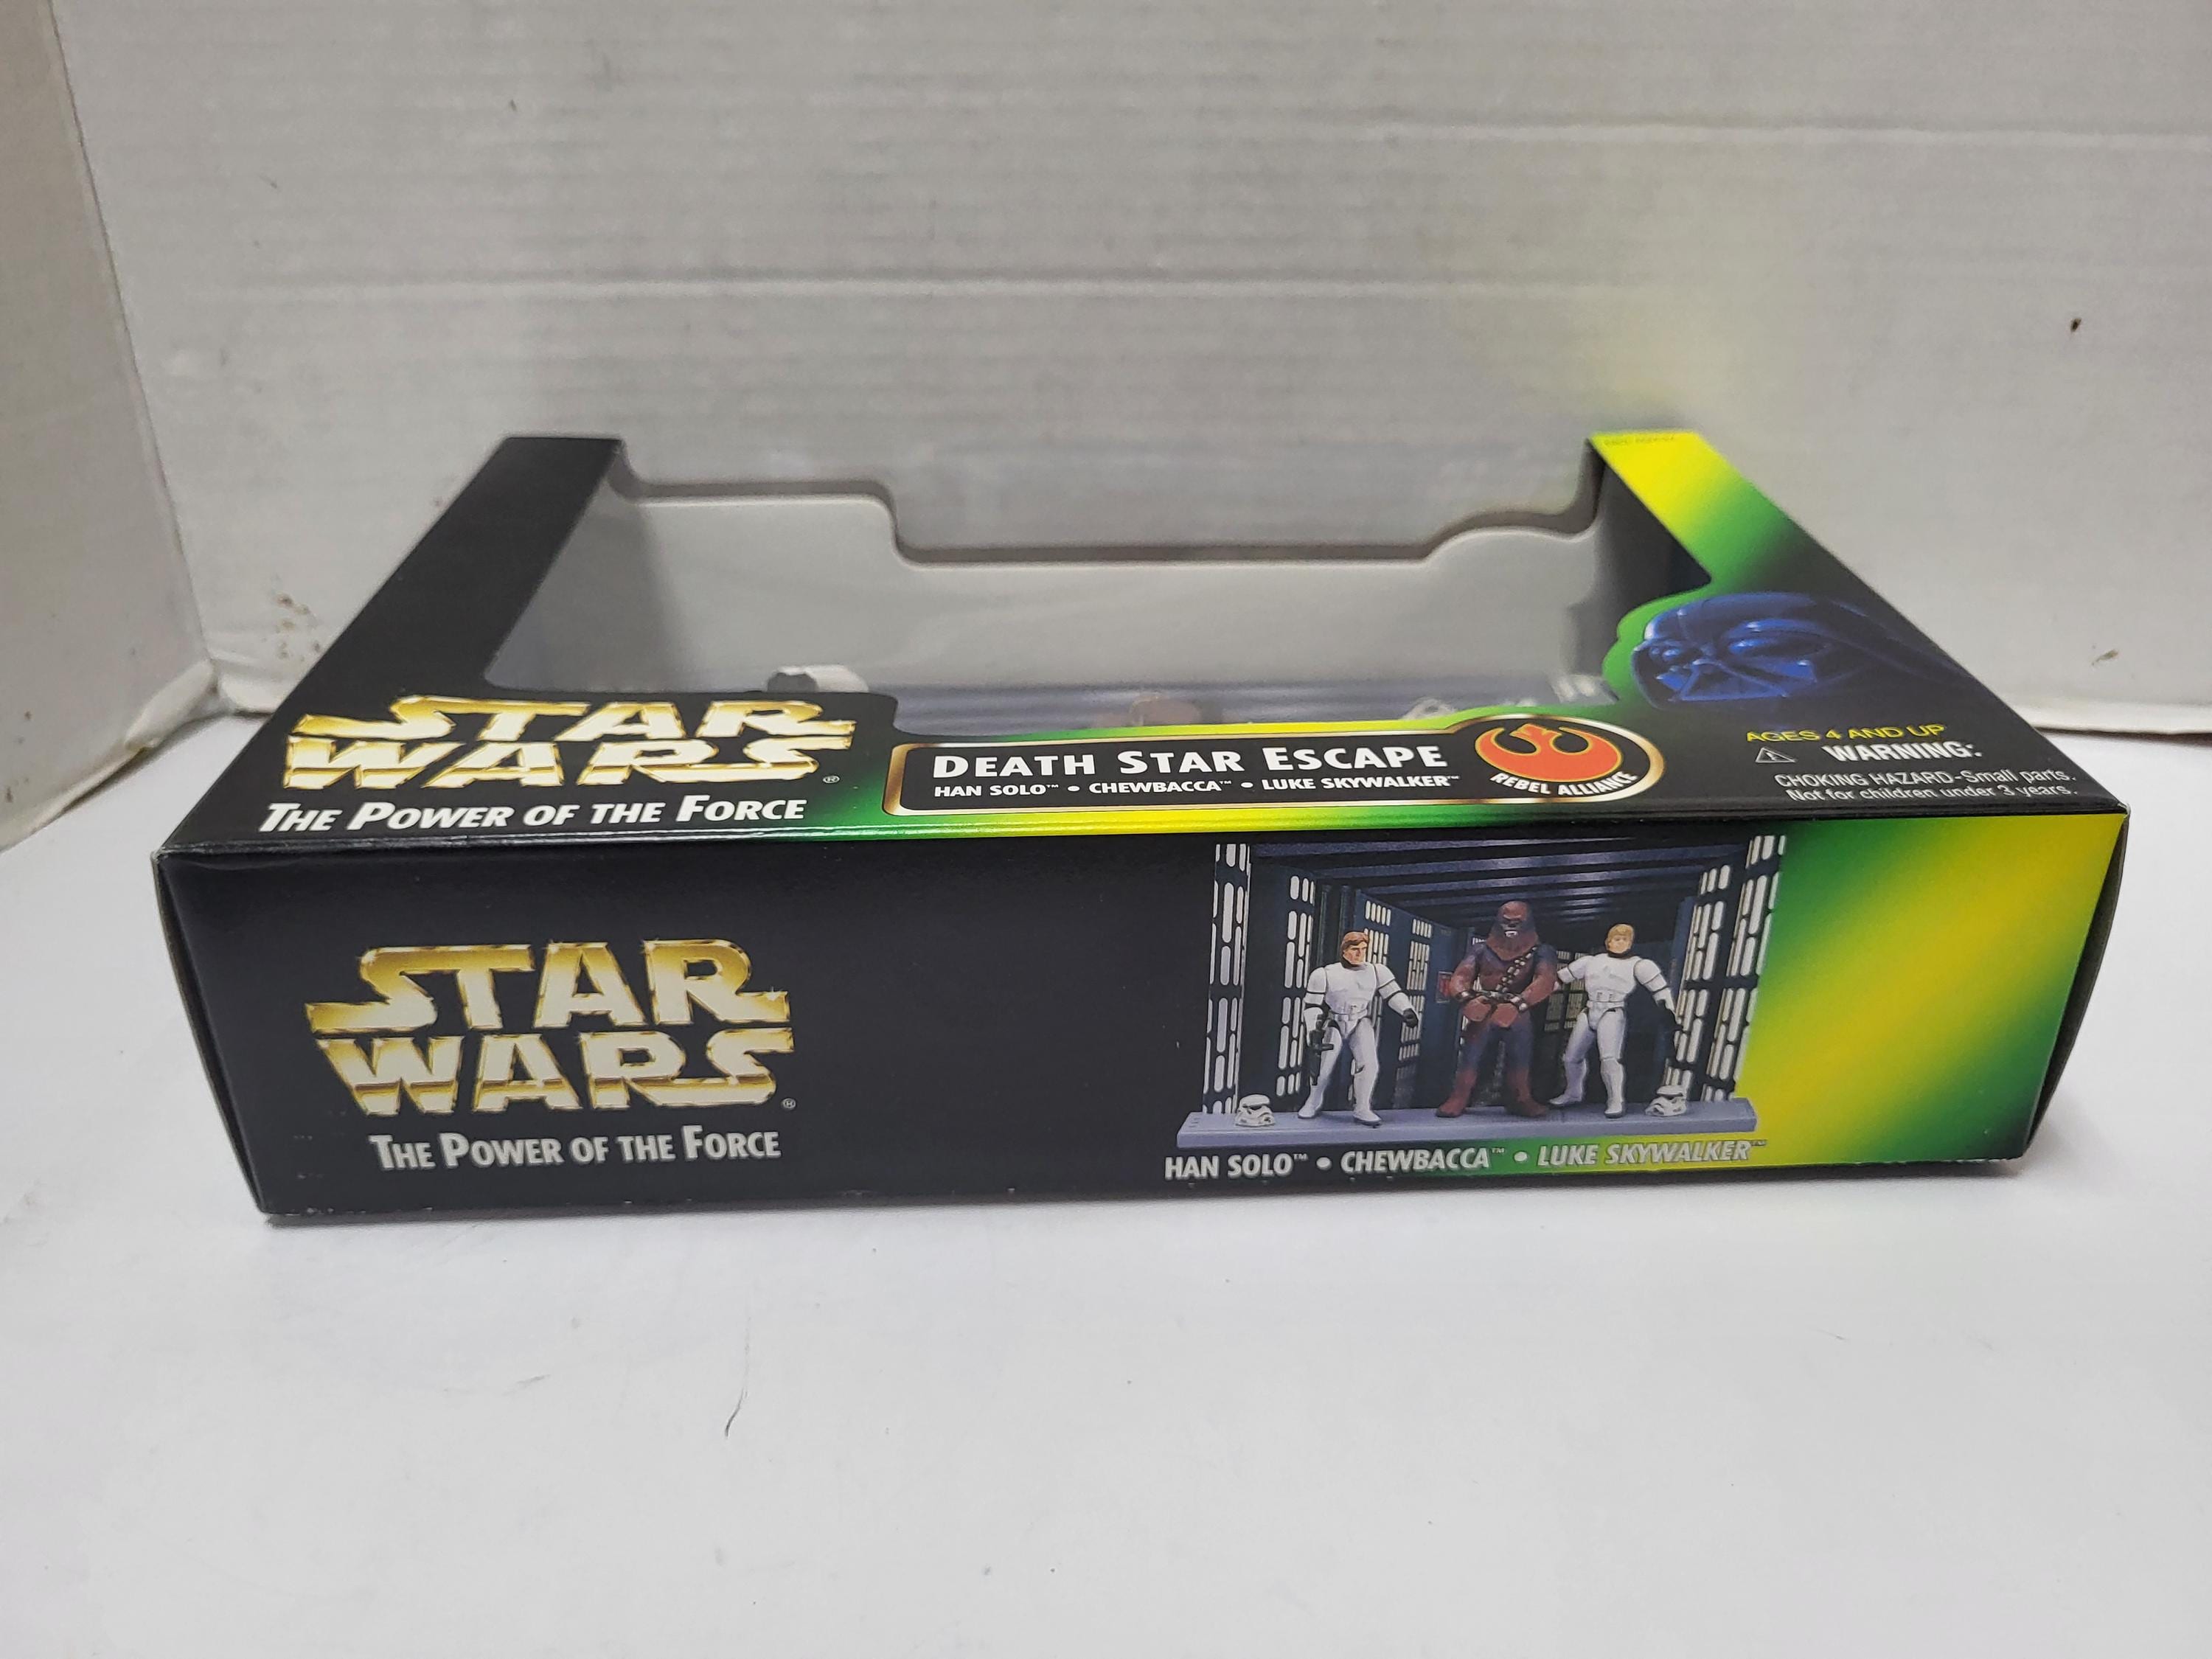 STAR
WARS®
THE POWER OF THE FORCE
DEATH STAR ESCAPE
HAN SOLO™ • CHEWBACCA™ • LUKE SKYWALKER™
REBEL ALLIANCE
AGES 4 AND UP
WARNING:
CHOKING HAZARD-Small parts.
Not for children under 3 years.
STAR
WARS®
THE POWER OF THE FORCE
HAN SOLO™ • CHEWBACCA™ • LUKE SKYWALKER™